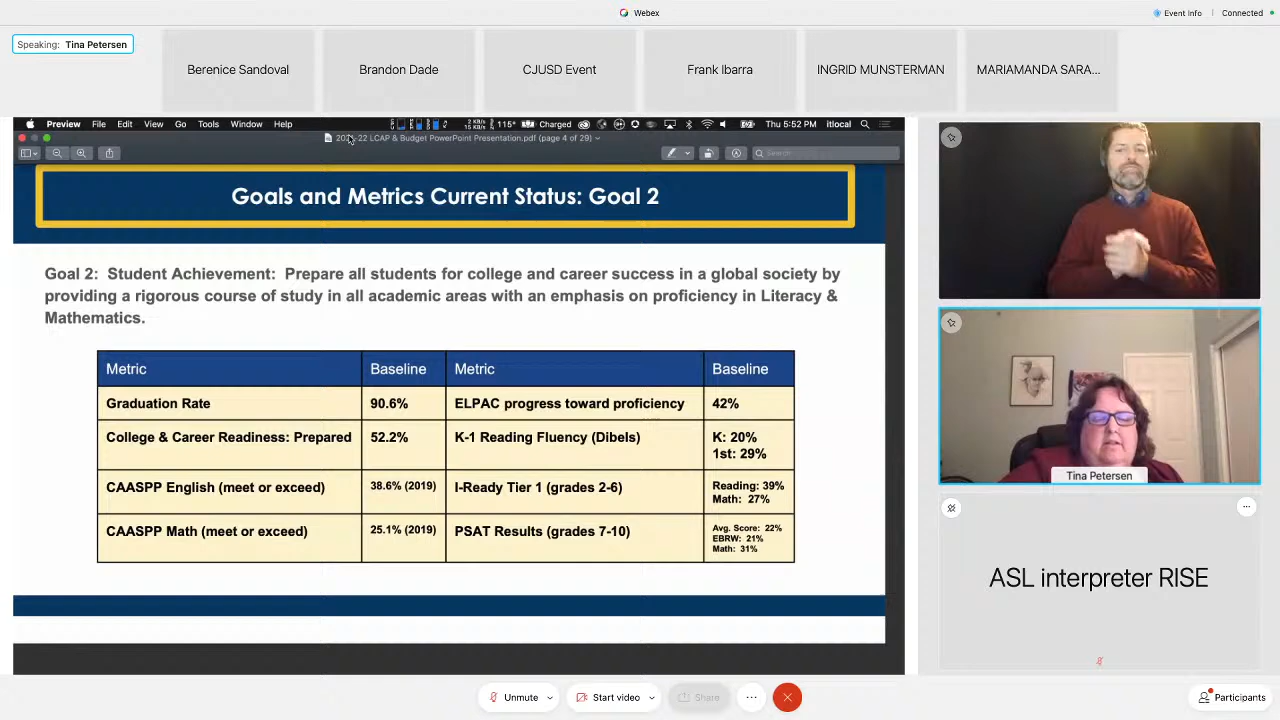 Webex
Event Info
Connected
Speaking: Tina Petersen
Berenice Sandoval
Brandon Dade
CJUSD Event
Frank Ibarra
INGRID MUNSTERMAN
MARIAMANDA SARA...
Preview File Edit View Go Tools Window Help
115° Charged Thu 5:52 PM itlocal
22 LCAP & Budget PowerPoint Presentation.pdf (page 4 of 29)
Search
Goals and Metrics Current Status: Goal 2
Goal 2: Student Achievement: Prepare all students for college and career success in a global society by
providing a rigorous course of study in all academic areas with an emphasis on proficiency in Literacy &
Mathematics.
Metric Baseline Metric Baseline
Graduation Rate 90.6% ELPAC progress toward proficiency 42%
College & Career Readiness: Prepared 52.2% K-1 Reading Fluency (Dibels) K: 20%
1st: 29%
CAASPP English (meet or exceed) 38.6% (2019) I-Ready Tier 1 (grades 2-6) Reading: 39%
Math: 27%
CAASPP Math (meet or exceed) 25.1% (2019) PSAT Results (grades 7-10) Avg. Score: 22%
EBRW: 21%
Math: 31%
Tina Petersen
ASL interpreter RISE
Unmute
Start video
Share
Participants